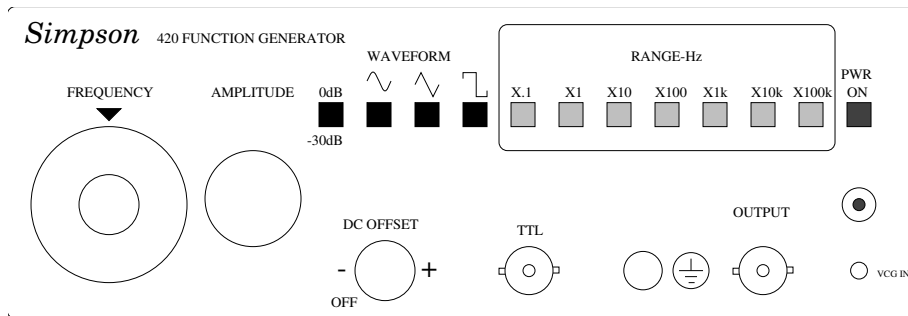 Simpson 420 FUNCTION GENERATOR
WAVEFORM
RANGE-Hz
FREQUENCY
AMPLITUDE
0dB
X.1 X1 X10 X100 X1k X10k X100k
PWR
ON
-30dB
DC OFFSET
TTL
OUTPUT
- +
OFF
VCG IN